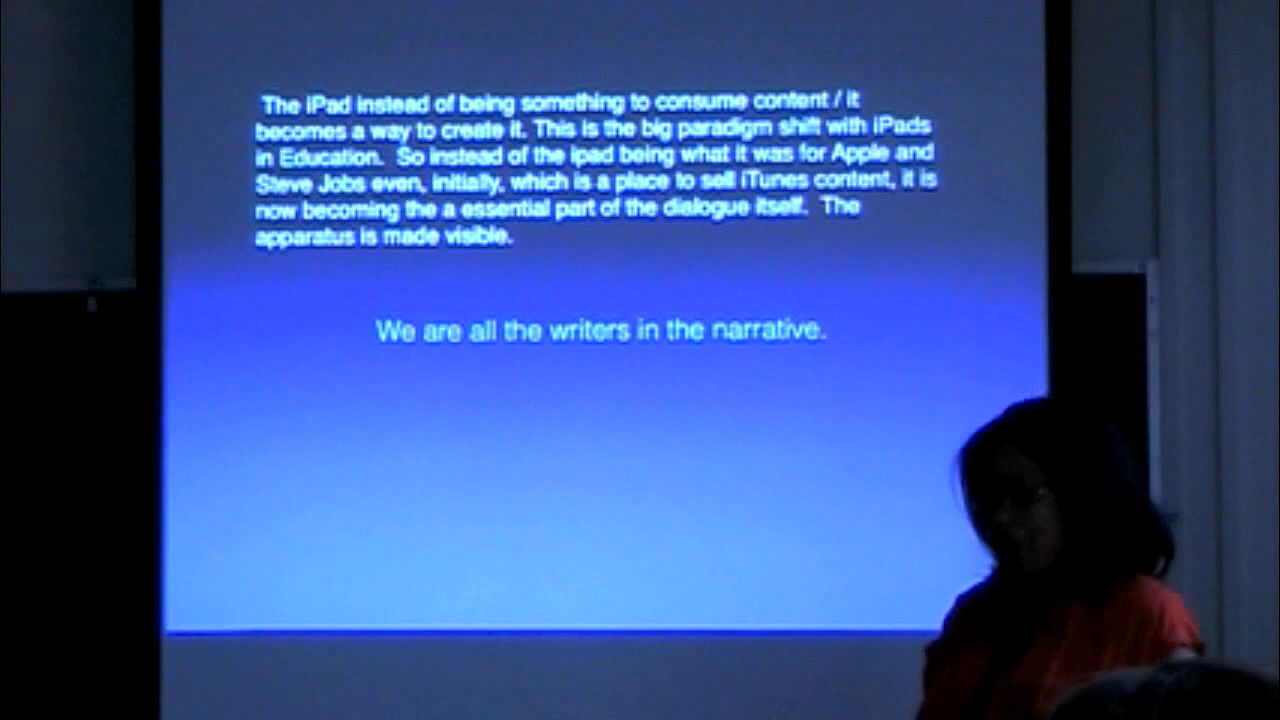 The iPad instead of being something to consume content / it
becomes a way to create it. This is the big paradigm shift with iPads
in Education.  So instead of the ipad being what it was for Apple and
Steve Jobs even, initially, which is a place to sell iTunes content, it is
now becoming the a essential part of the dialogue itself.  The
apparatus is made visible.
We are all the writers in the narrative.